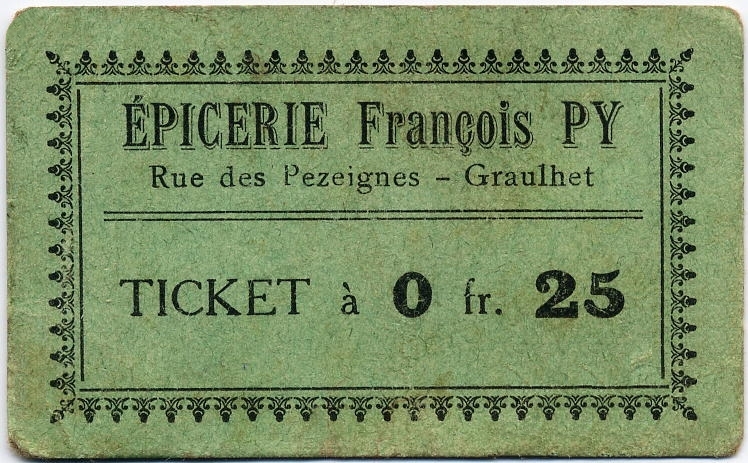 ÉPICERIE François PY
Rue des Pezeignes – Graulhet
TICKET à 0 fr. 25